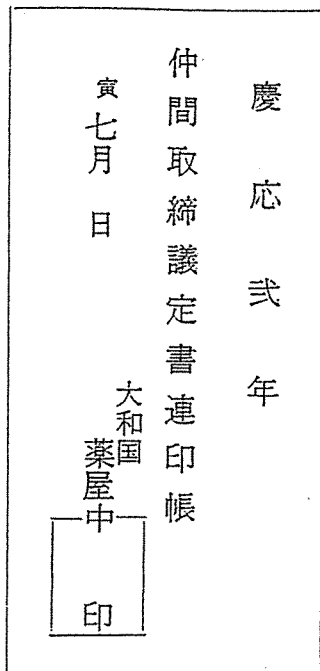 慶応弐年
仲間取締議定書連印帳
寅七月 日
大和国
薬屋中
印